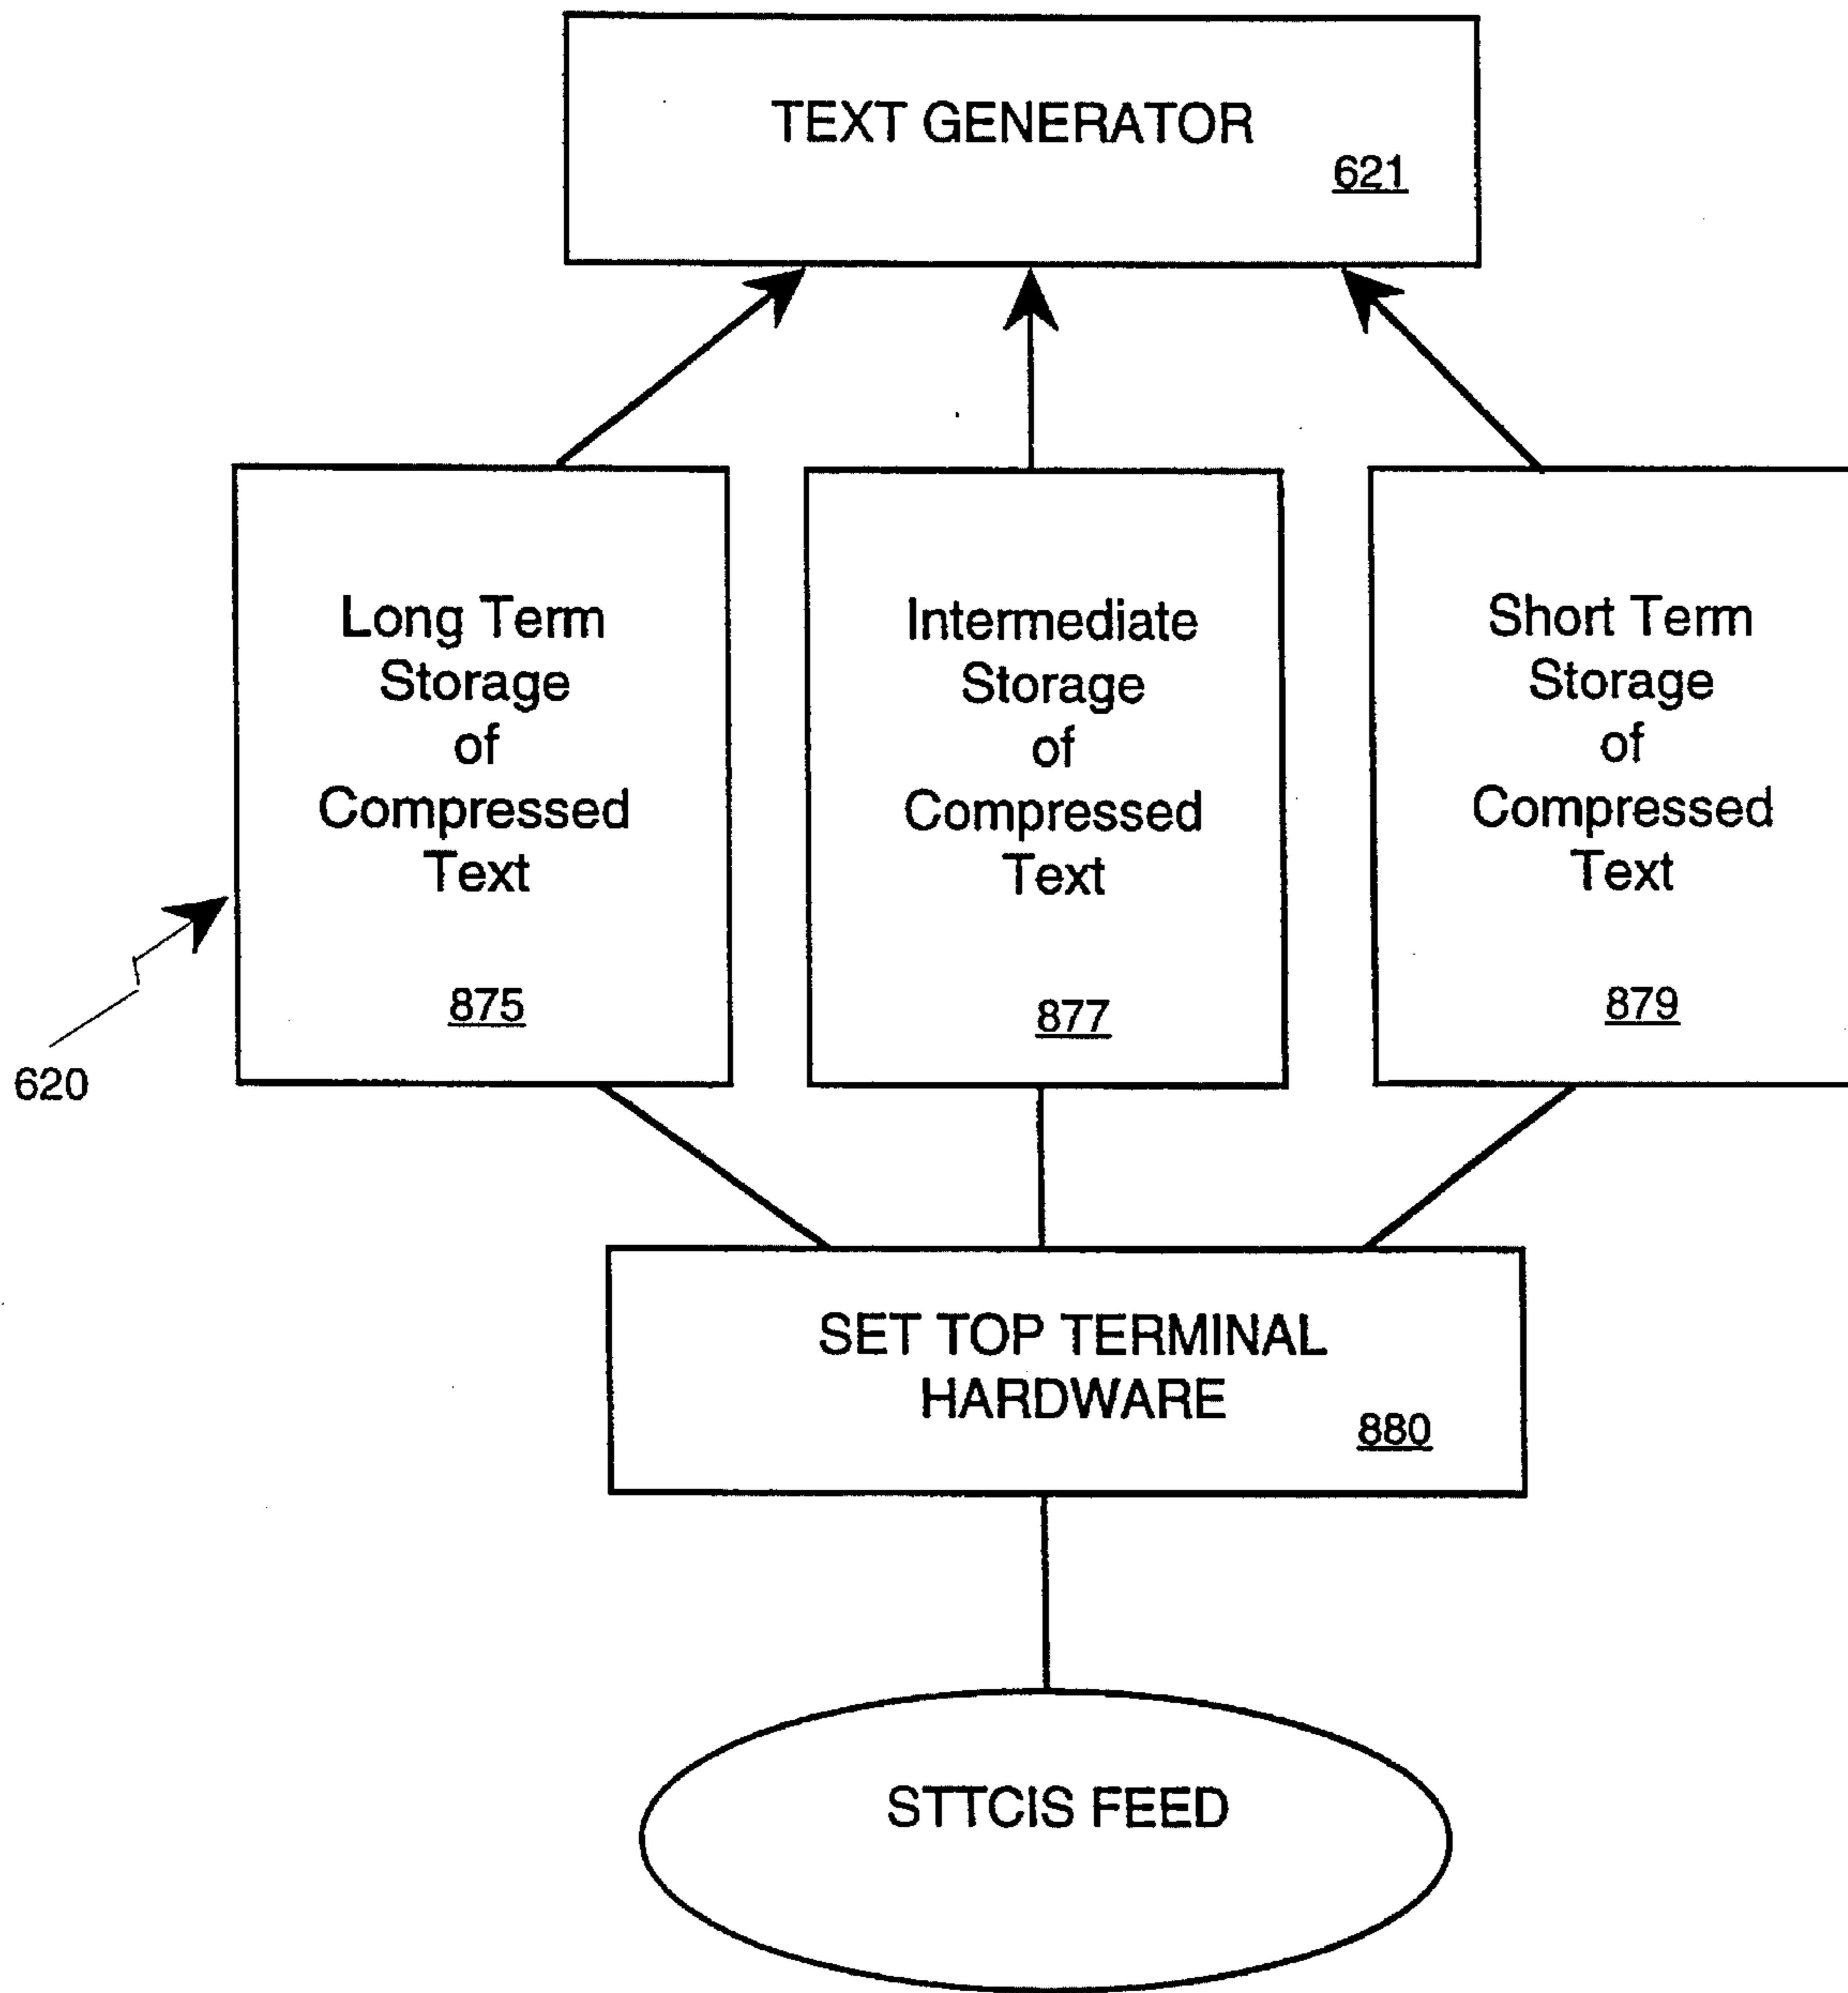 TEXT GENERATOR
621
Long Term
Storage
of
Compressed
Text
875
Intermediate
Storage
of
Compressed
Text
877
Short Term
Storage
of
Compressed
Text
879
620
SET TOP TERMINAL
HARDWARE
880
STTCIS FEED